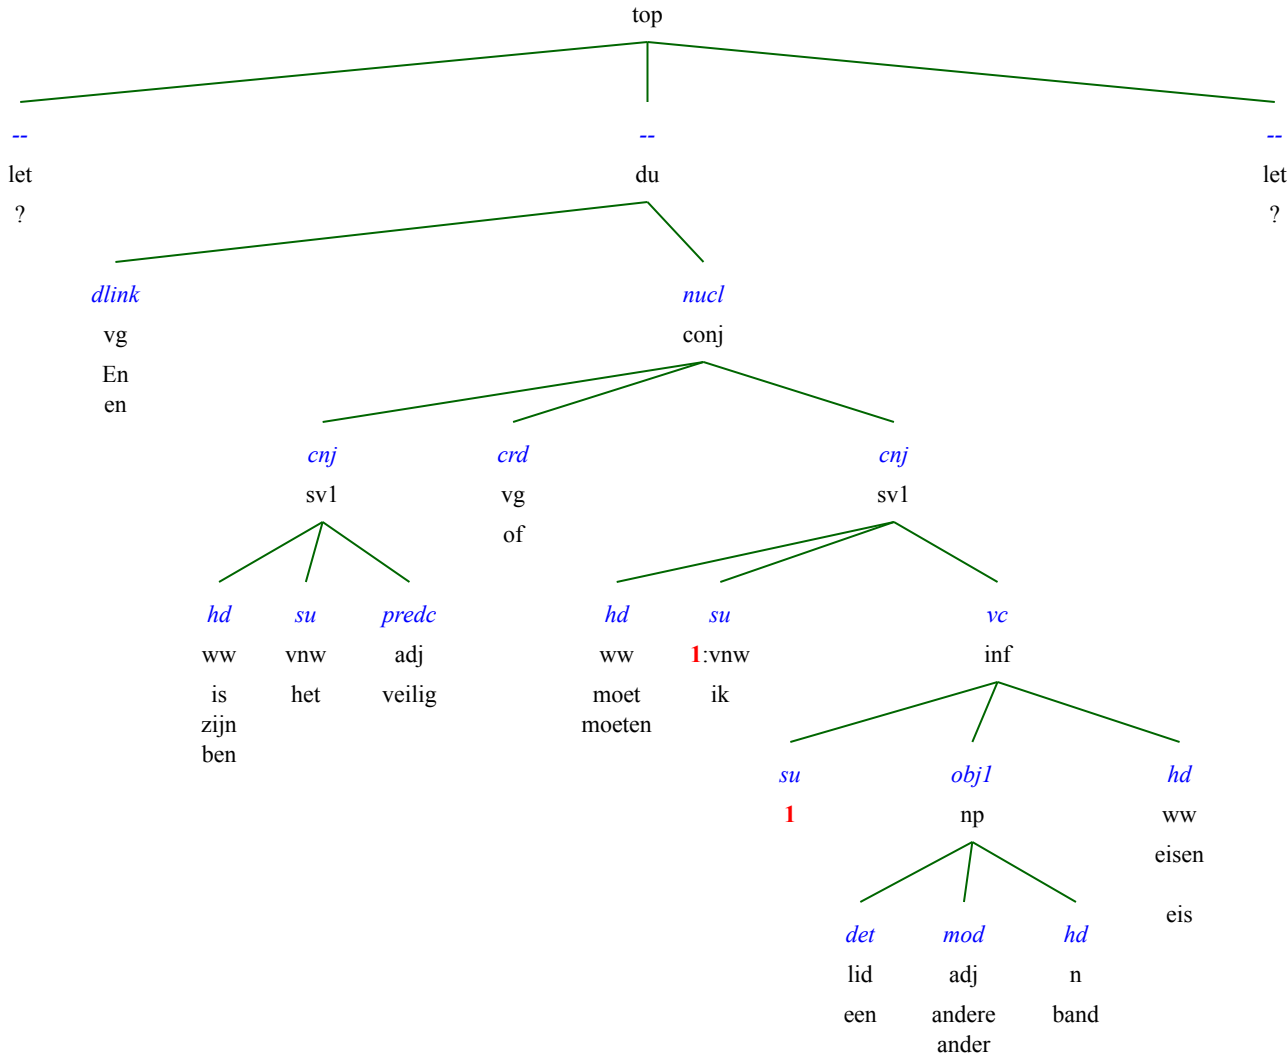 top
-- -- --
let du let
? ?
dlink nucl
vg conj
En
en
cnj crd cnj
sv1 vg sv1
of
hd su predc hd su vc
ww vnw adj ww 1:vnw inf
is het veilig moet ik
zijn moeten
ben
su obj1 hd
1 np ww
eisen
eis
det mod hd
lid adj n
een andere band
ander